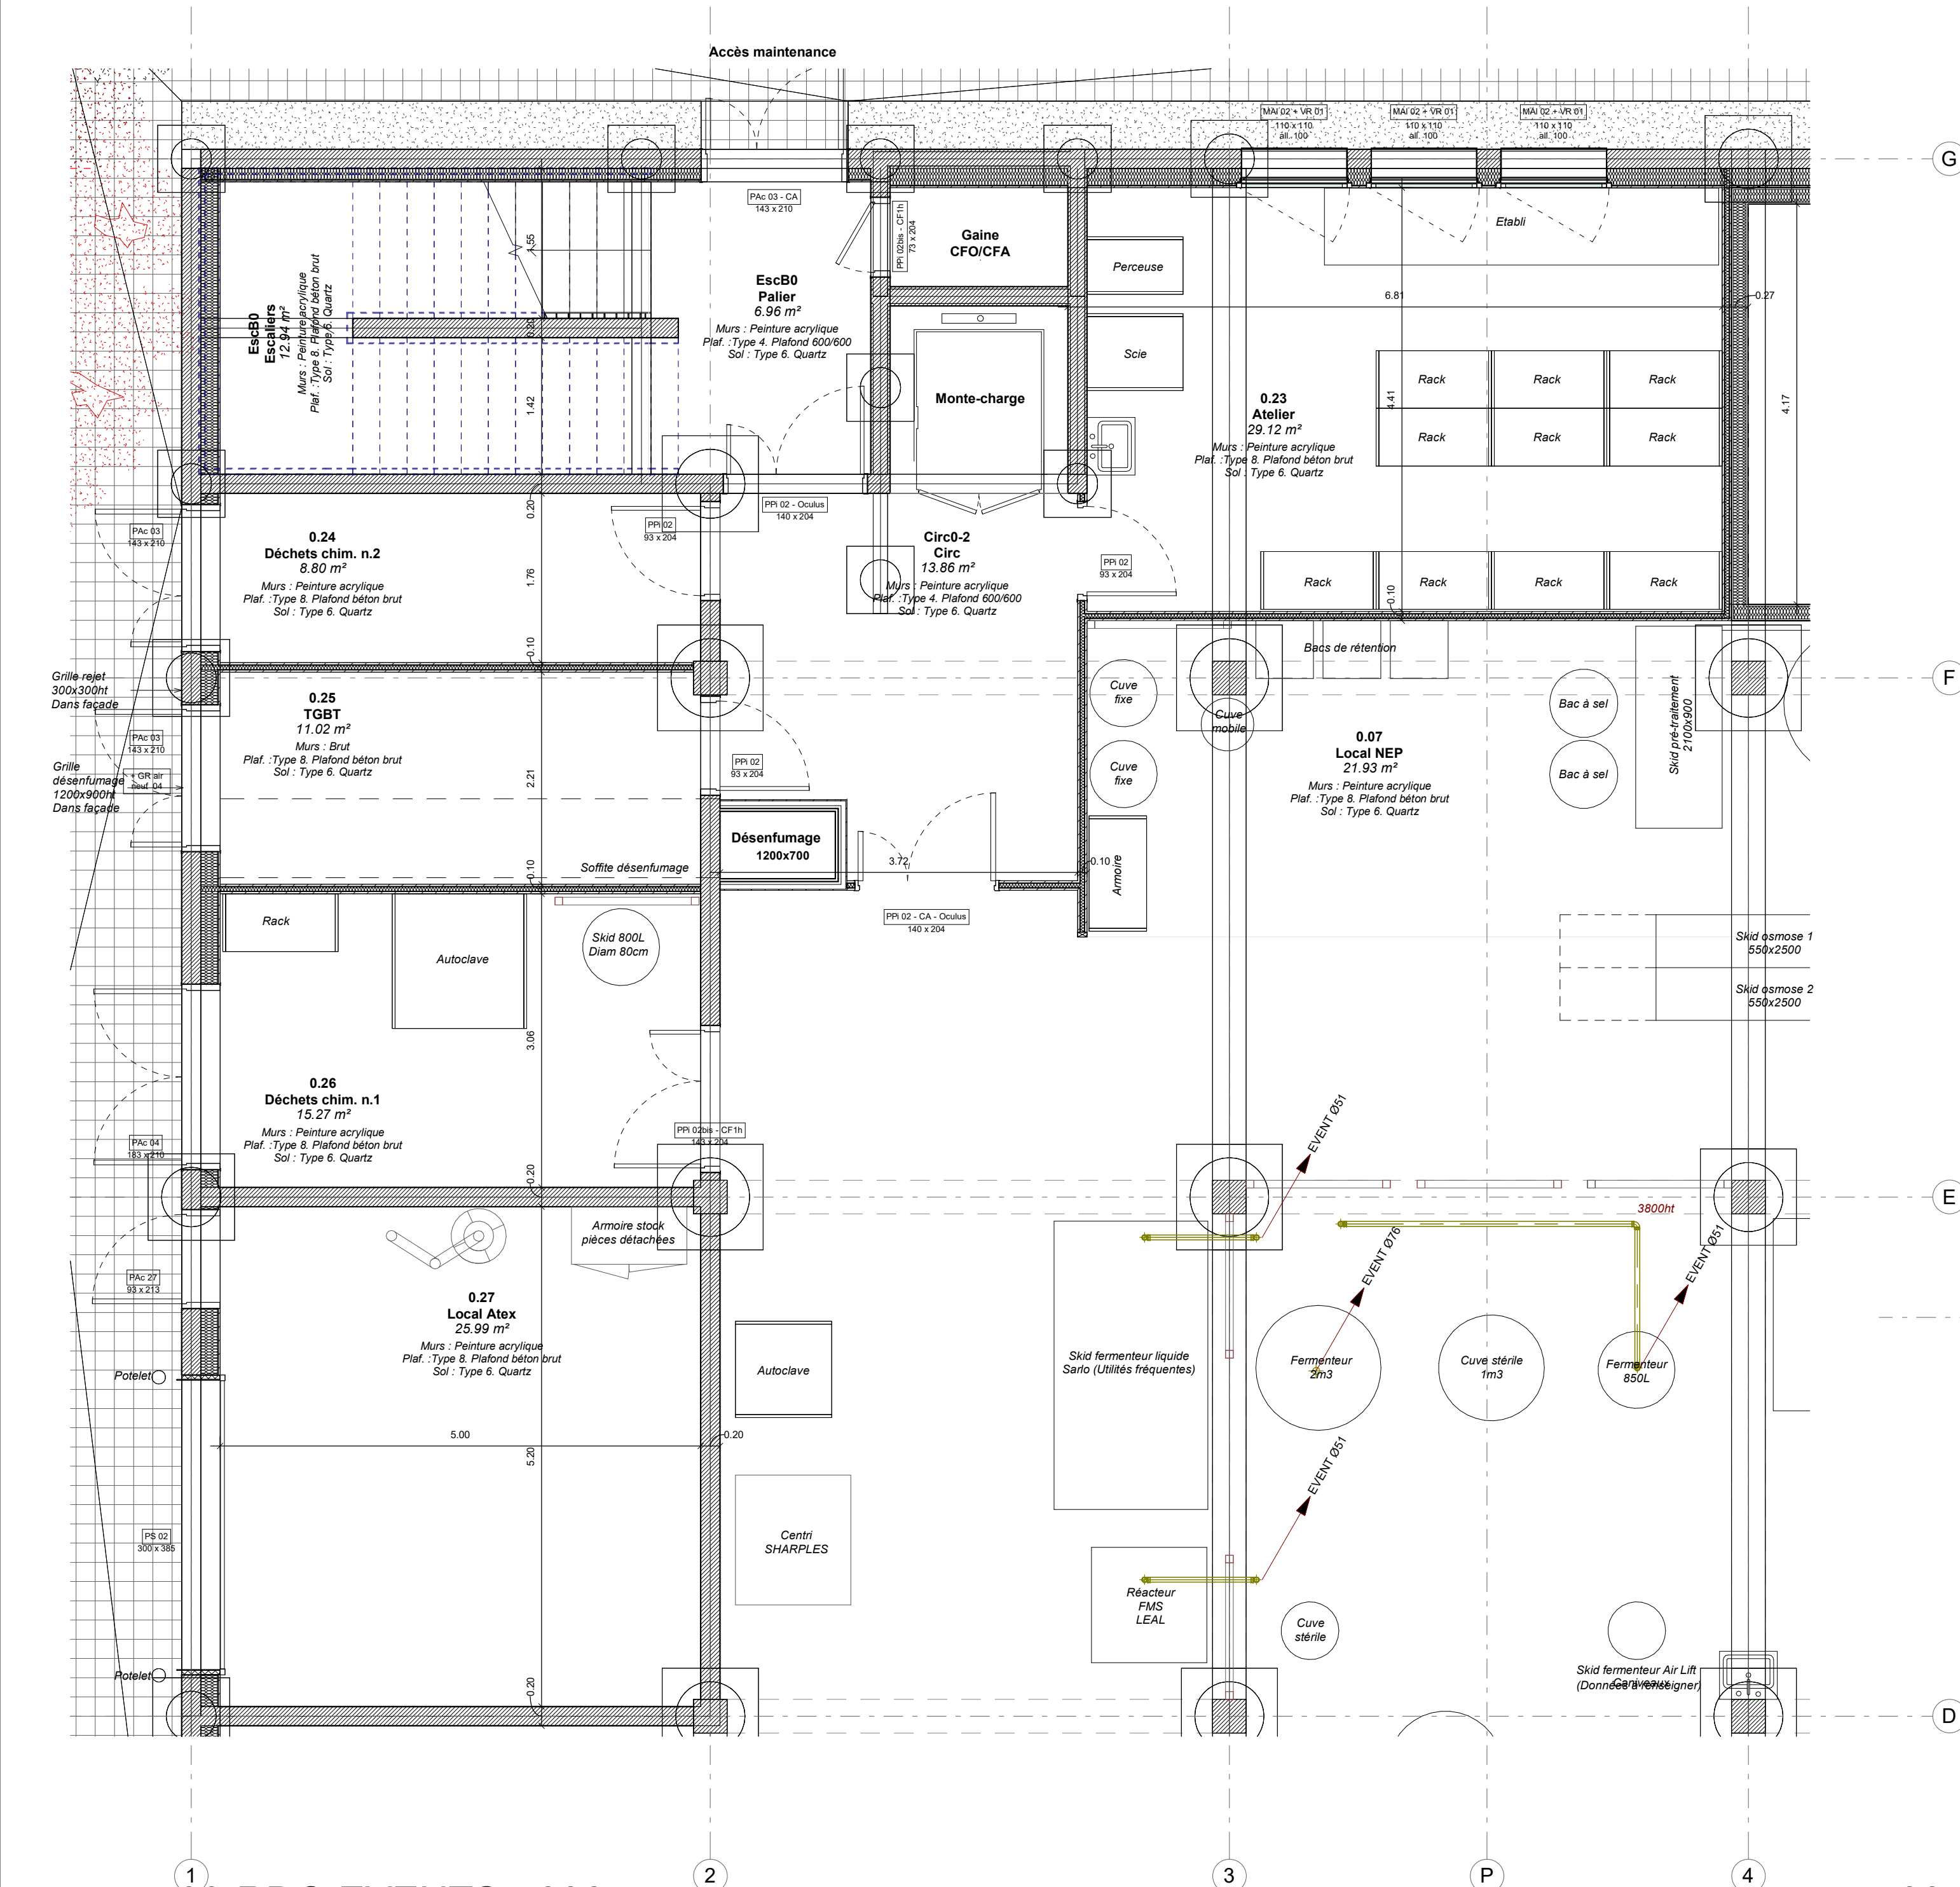 Accès maintenance
MAI 02 + VR 01
110 x 110
all. 100
MAI 02 + VR 01
110 x 110
all. 100
MAI 02 + VR 01
110 x 110
all. 100
G
PAc 03 - CA
143 x 210
PPi 02bis - CF1h
73 x 204
Gaine
CFO/CFA
Etabli
Perceuse
1.55
EscB0
Escaliers
12.94 m²
Murs : Peinture acrylique
Plaf. :Type 8. Plafond béton brut
Sol : Type 6. Quartz
0.20
1.42
EscB0
Palier
6.96 m²
Murs : Peinture acrylique
Plaf. :Type 4. Plafond 600/600
Sol : Type 6. Quartz
6.81
0.27
Scie
Monte-charge
4.41
4.17
Rack
Rack
Rack
Rack
Rack
Rack
0.23
Atelier
29.12 m²
Murs : Peinture acrylique
Plaf. :Type 8. Plafond béton brut
Sol : Type 6. Quartz
0.20
PPi 02 - Oculus
140 x 204
PAc 03
143 x 210
PPi 02
93 x 204
0.24
Déchets chim. n.2
8.80 m²
Murs : Peinture acrylique
Plaf. :Type 8. Plafond béton brut
Sol : Type 6. Quartz
1.76
Circ0-2
Circ
13.86 m²
Murs : Peinture acrylique
Plaf. :Type 4. Plafond 600/600
Sol : Type 6. Quartz
PPi 02
93 x 204
Rack
Rack
Rack
Rack
0.10
0.10
Bacs de rétention
Grille rejet
300x300ht
Dans façade
F
0.25
TGBT
11.02 m²
Murs : Brut
Plaf. :Type 8. Plafond béton brut
Sol : Type 6. Quartz
2.21
Cuve
fixe
Cuve
mobile
Bac à sel
Skid pré-traitement
2100x900
PAc 03
143 x 210
Grille
désenfumage
1200x900ht
Dans façade
+ GR air
neuf 04
PPi 02
93 x 204
Cuve
fixe
0.07
Local NEP
21.93 m²
Murs : Peinture acrylique
Plaf. :Type 8. Plafond béton brut
Sol : Type 6. Quartz
Bac à sel
Désenfumage
1200x700
Soffite désenfumage
0.10
3.72
0.10
Armoire
PPi 02 - CA - Oculus
140 x 204
Rack
Autoclave
Skid 800L
Diam 80cm
Skid osmose 1
550x2500
Skid osmose 2
550x2500
3.06
0.26
Déchets chim. n.1
15.27 m²
Murs : Peinture acrylique
Plaf. :Type 8. Plafond béton brut
Sol : Type 6. Quartz
PAc 04
183 x 210
PPi 02bis - CF1h
143 x 204
0.20
EVENT Ø51
E
3800ht
Armoire stock
pièces détachées
PAc 27
93 x 213
0.27
Local Atex
25.99 m²
Murs : Peinture acrylique
Plaf. :Type 8. Plafond béton brut
Sol : Type 6. Quartz
EVENT Ø76
EVENT Ø51
Potelet
Autoclave
Skid fermenteur liquide
Sarlo (Utilités fréquentes)
Fermenteur
2m3
Cuve stérile
1m3
Fermenteur
850L
5.00
0.20
5.20
EVENT Ø51
PS 02
300 x 385
Centri
SHARPLES
Réacteur
FMS
LEAL
Cuve
stérile
Potelet
0.20
Skid fermenteur Air Lift
Caniveaux
(Données à renseigner)
D
1
2
3
P
4